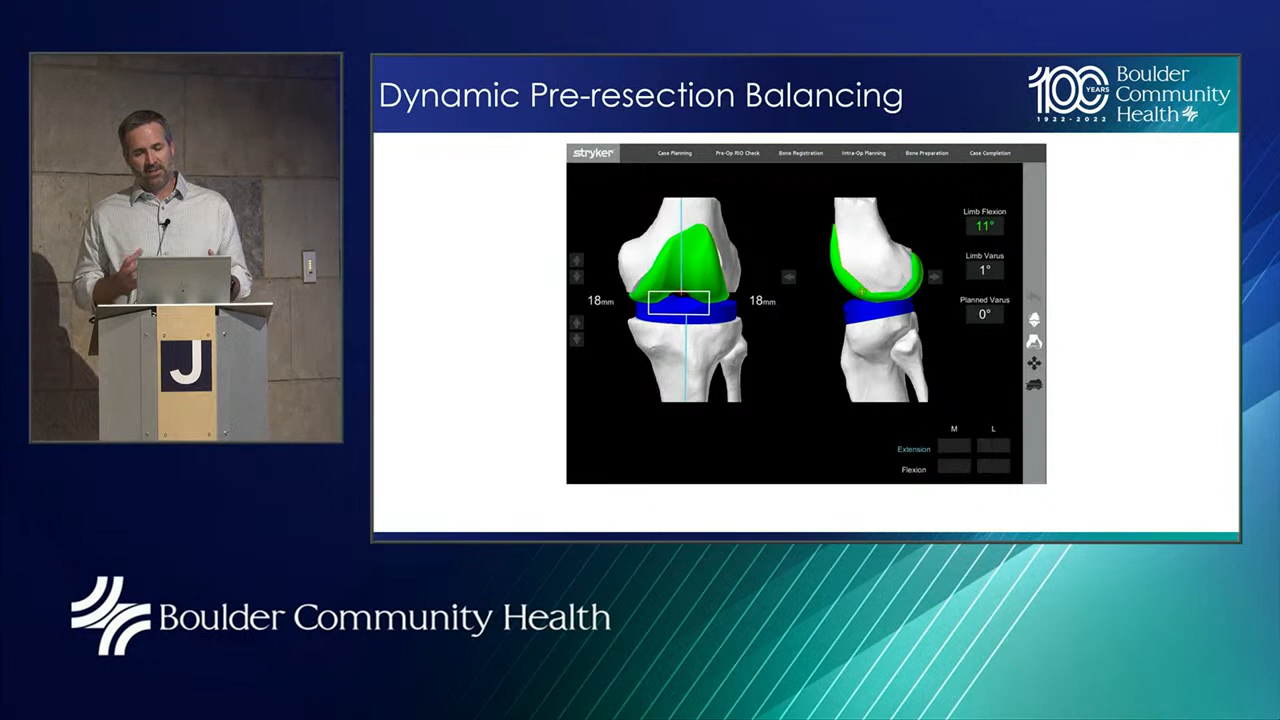 Dynamic Pre-resection Balancing
100
YEARS
1922-2022
Boulder
Community
Health
stryker
Case Planning
Pre-Op RIO Check
Bone Registration
Intra-Op Planning
Bone Preparation
Case Completion
Limb Flexion
11°
Limb Varus
1°
Planned Varus
0°
18mm
18mm
M L
Extension
Flexion
J
Boulder Community Health